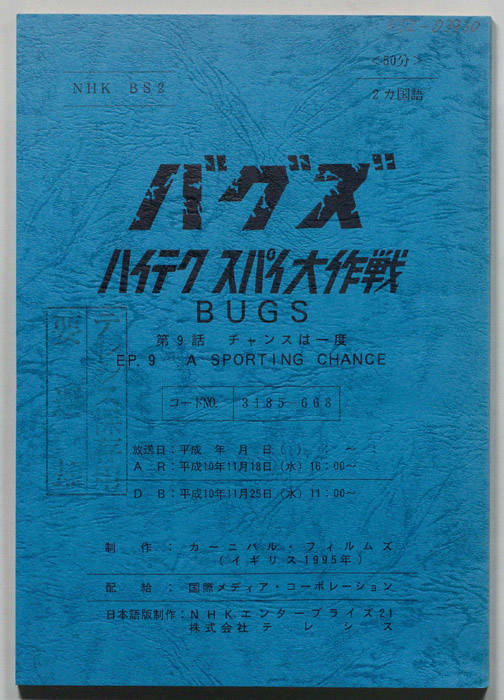 <50分>
NHK BS2
2カ国語
バグズ
ハイテク スパイ大作戦
BUGS
第9話 チャンスは一度
EP.9 A SPORTING CHANCE
コードNO. 3185-668
放送日:平成 年 月 日( ) : ~ :
A R:平成10年11月18日(水)16:00~
D B:平成10年11月25日(水)11:00~
制 作: カーニバル・フィルムズ
(イギリス1995年)
配 給: 国際メディア・コーポレーション
日本語版制作:NHKエンタープライズ21
株式会社テレシス